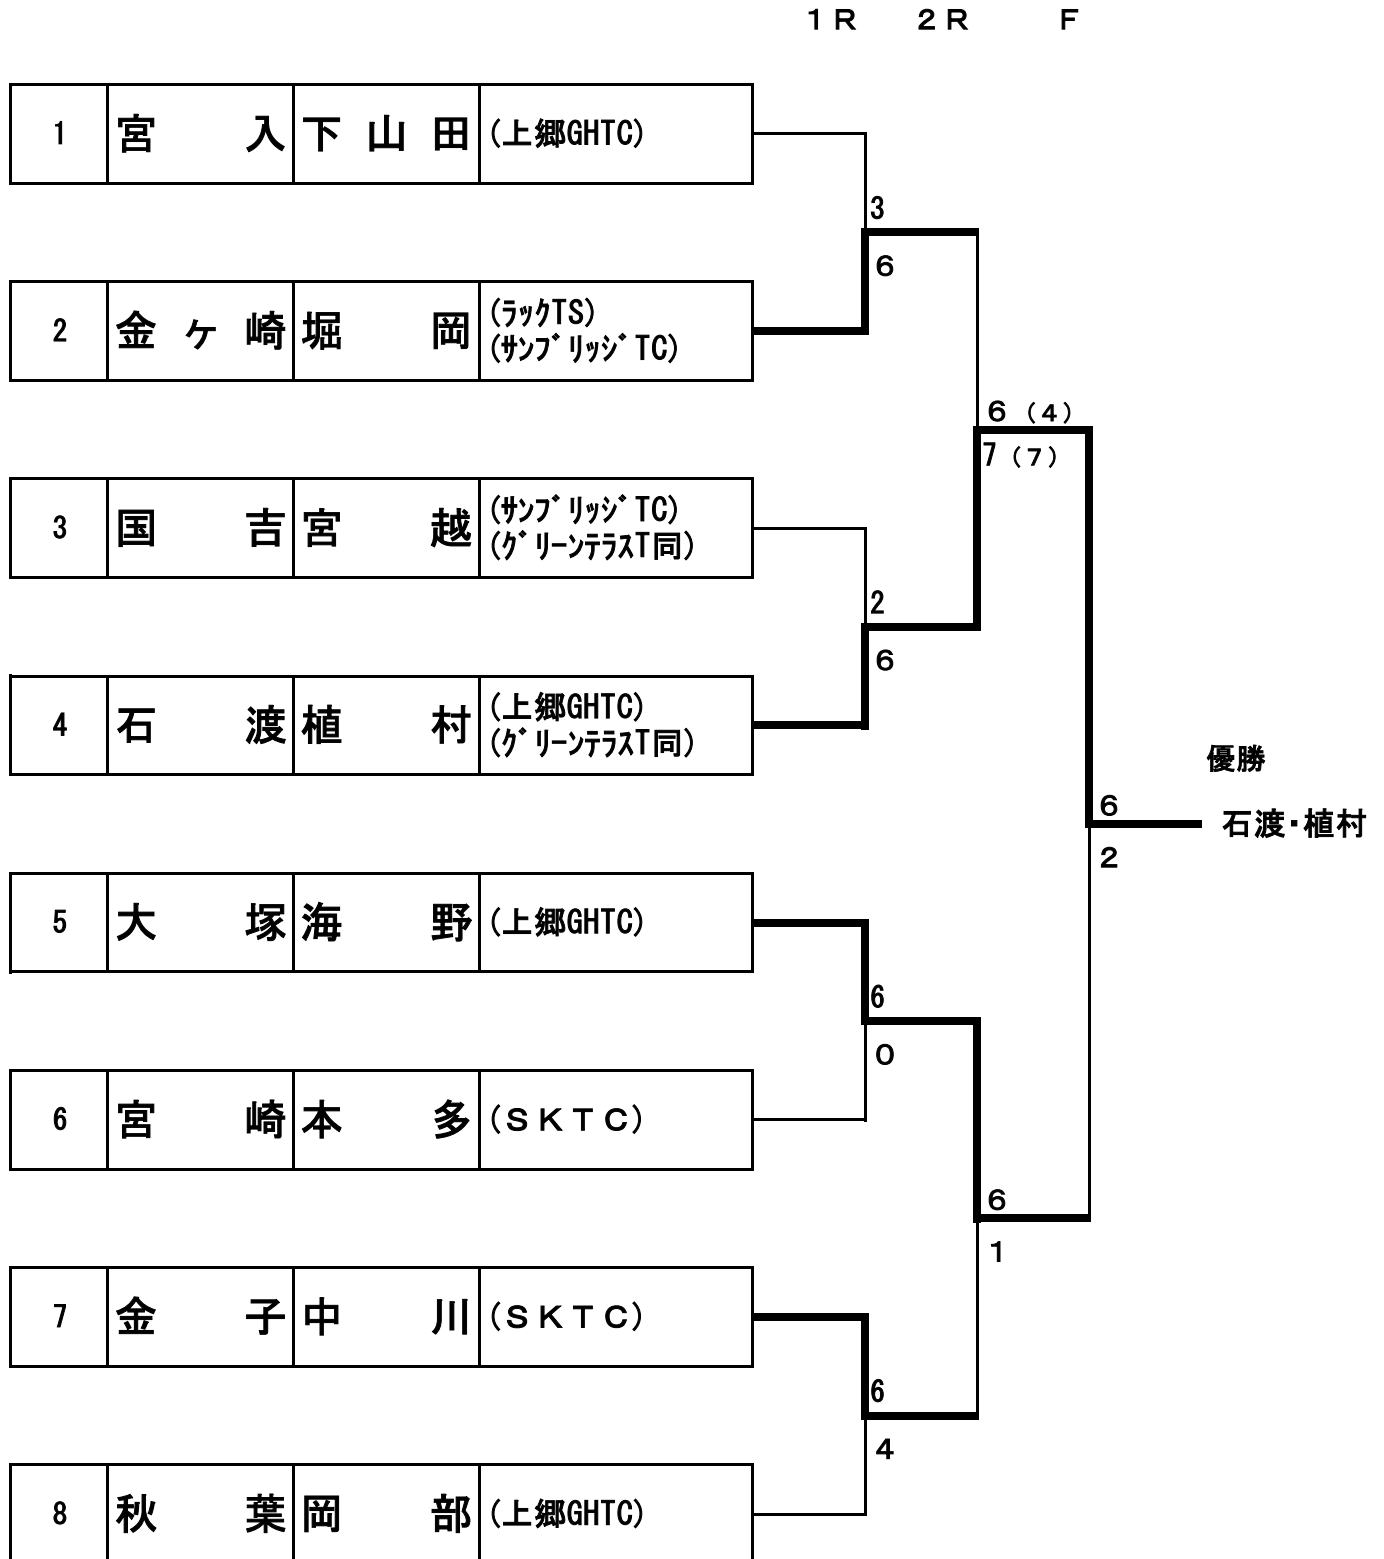 １Ｒ ２Ｒ Ｆ
1 宮入 下山田 (上郷GHTC)
3
6
2 金ヶ崎 堀岡 (ﾗｯｸTS)
(ｻﾝﾌﾞﾘｯｼﾞTC)
6（4）
7（7）
3 国吉 宮越 (ｻﾝﾌﾞﾘｯｼﾞTC)
(ｸﾞﾘｰﾝﾃﾗｽT同)
2
6
4 石渡 植村 (上郷GHTC)
(ｸﾞﾘｰﾝﾃﾗｽT同)
優勝
6
石渡･植村
2
5 大塚 海野 (上郷GHTC)
6
0
6 宮崎 本多 (ＳＫＴＣ)
6
1
7 金子 中川 (ＳＫＴＣ)
6
4
8 秋葉 岡部 (上郷GHTC)